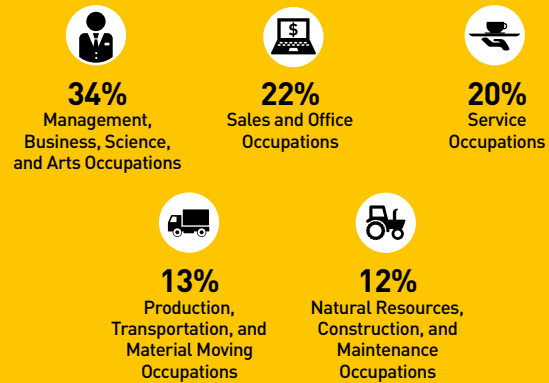 $
34%
Management,
Business, Science,
and Arts Occupations
22%
Sales and Office
Occupations
20%
Service
Occupations
13%
Production,
Transportation, and
Material Moving
Occupations
12%
Natural Resources,
Construction, and
Maintenance
Occupations